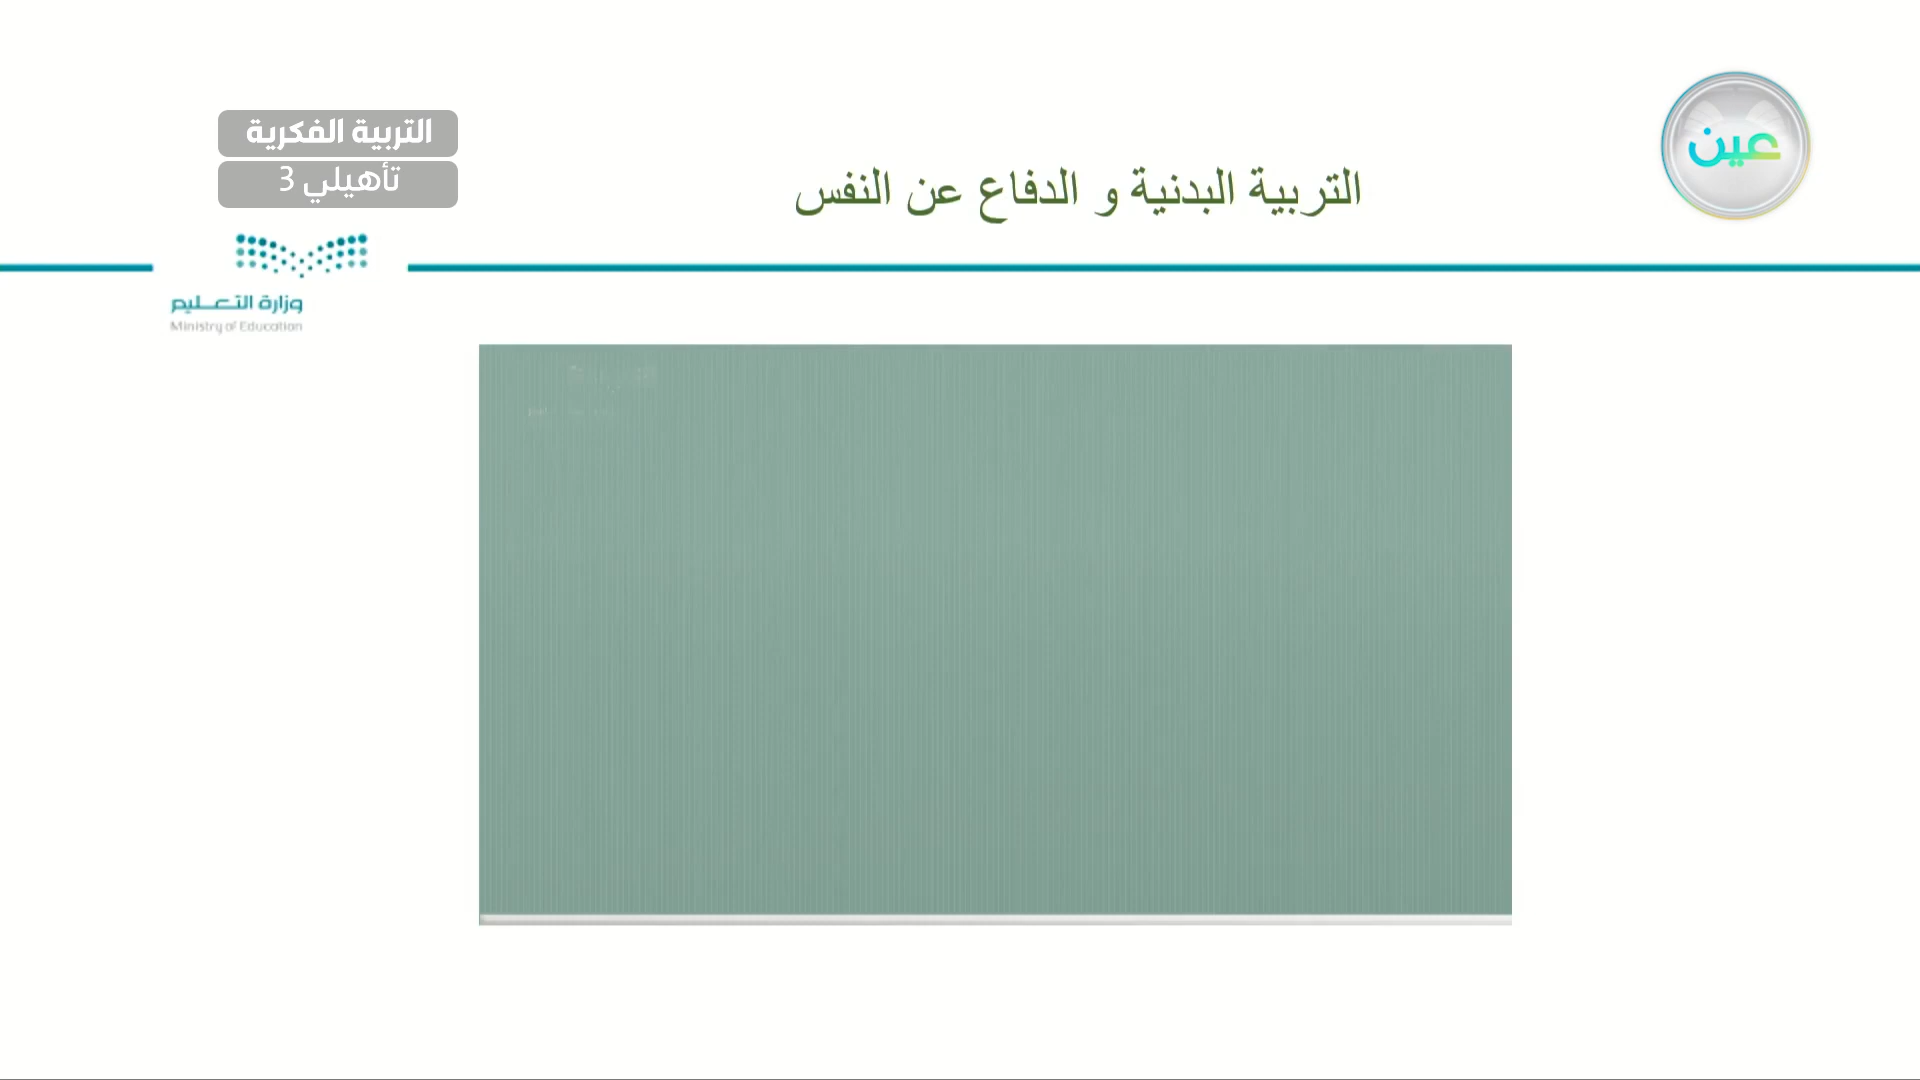 التربية الفكرية
تأهيلي 3
عين
التربية البدنية و الدفاع عن النفس
وزارة التعليم
Ministry of Education